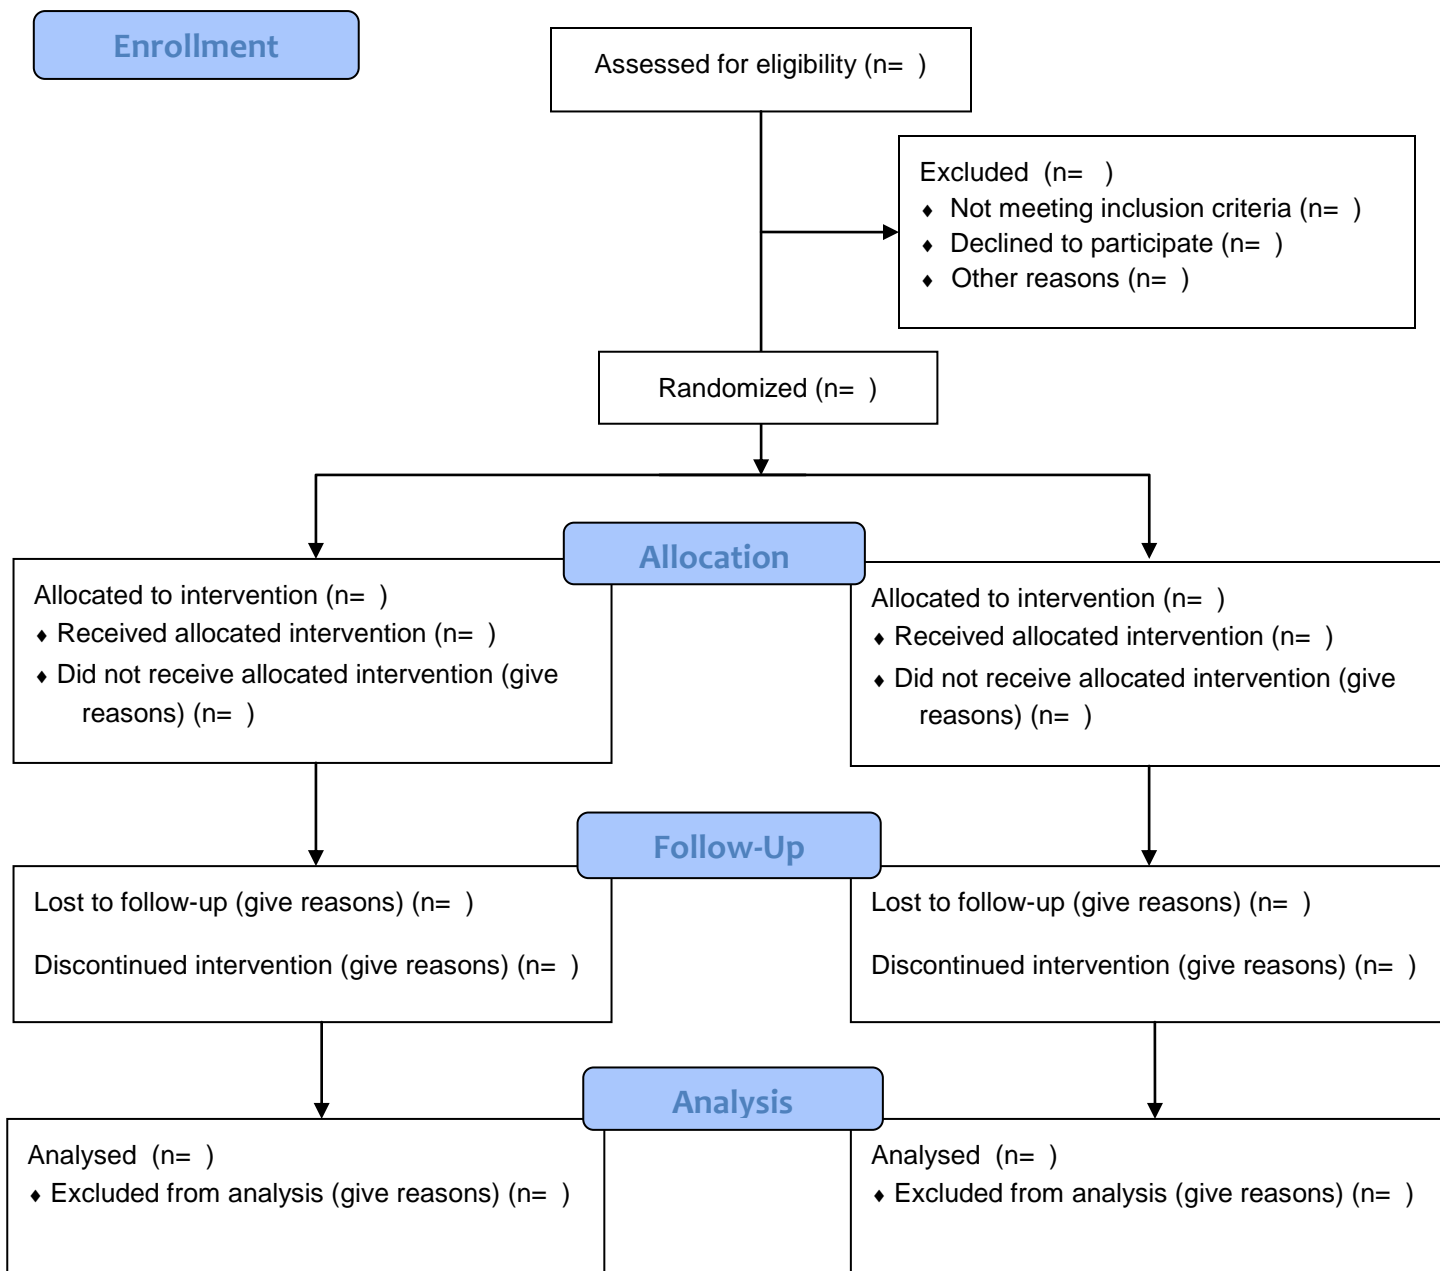 Enrollment
Assessed for eligibility (n=  )
Excluded  (n=   )
♦ Not meeting inclusion criteria (n=  )
♦ Declined to participate (n=  )
♦ Other reasons (n=  )
Randomized (n=  )
Allocation
Allocated to intervention (n=  )
♦ Received allocated intervention (n=  )
♦ Did not receive allocated intervention (give
reasons) (n=  )
Allocated to intervention (n=  )
♦ Received allocated intervention (n=  )
♦ Did not receive allocated intervention (give
reasons) (n=  )
Follow-Up
Lost to follow-up (give reasons) (n=  )
Discontinued intervention (give reasons) (n=  )
Lost to follow-up (give reasons) (n=  )
Discontinued intervention (give reasons) (n=  )
Analysis
Analysed  (n=  )
♦ Excluded from analysis (give reasons) (n=  )
Analysed  (n=  )
♦ Excluded from analysis (give reasons) (n=  )